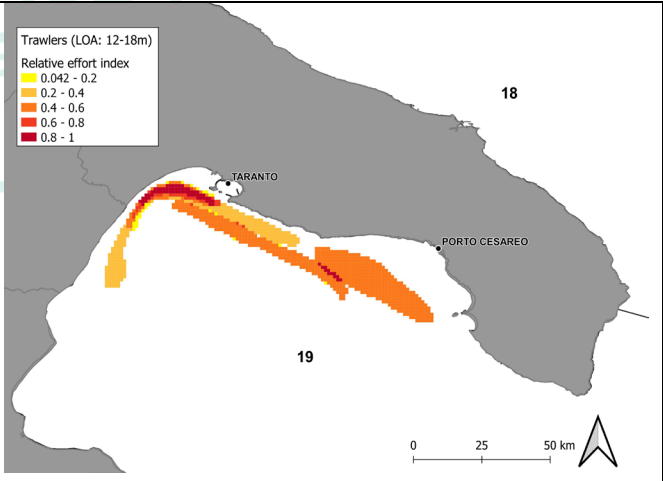 Trawlers (LOA: 12-18m)
Relative effort index
0.042 - 0.2
0.2 - 0.4
0.4 - 0.6
0.6 - 0.8
0.8 - 1
18
TARANTO
PORTO CESAREO
19
0 25 50 km